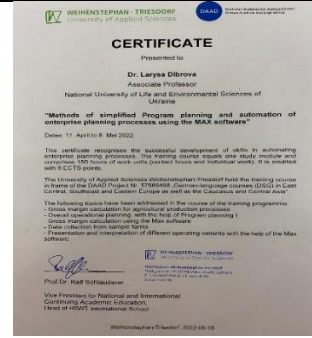 WEIHENSTEPHAN - TRIESDORF
University of Applied Sciences
DAAD
CERTIFICATE
Presented to
Dr. Larysa Dibrova
Associate Professor
National University of Life and Environmental Sciences of
Ukraine
"Methods of simplified Program planning and automation of
enterprise planning processes using the MAX software"
Dates: 11. April to 6. Mai 2022
This certificate recognises the successful development of skills in automating
enterprise planning processes. The training course equals one study module and
comprises 150 hours of work units (contact hours and individual work). It is credited
with 5 ECTS points.
The University of Applied Sciences Weihenstephan-Triesdorf held the training course
in frame of the DAAD Project Nr. German-language courses (DSG) in East
Central, Southeast and Eastern Europe as well as the Caucasus and Central Asia".
The following topics have been addressed in the course of the training programme:
- Gross margin calculation for agricultural production processes
- Overall operational planning, with the help of Program planning I
- Gross margin calculation using the Max software
- Data collection from sample farms
- Presentation and interpretation of different operating variants with the help of the Max
software
WEIHENSTEPHAN-TRIESDORF
Prof. Dr. Ralf Schlauderer
Vice President for National and International
Continuing Academic Education,
Head of HSWT International School
Weihenstephan-Triesdorf, 2022-05-16